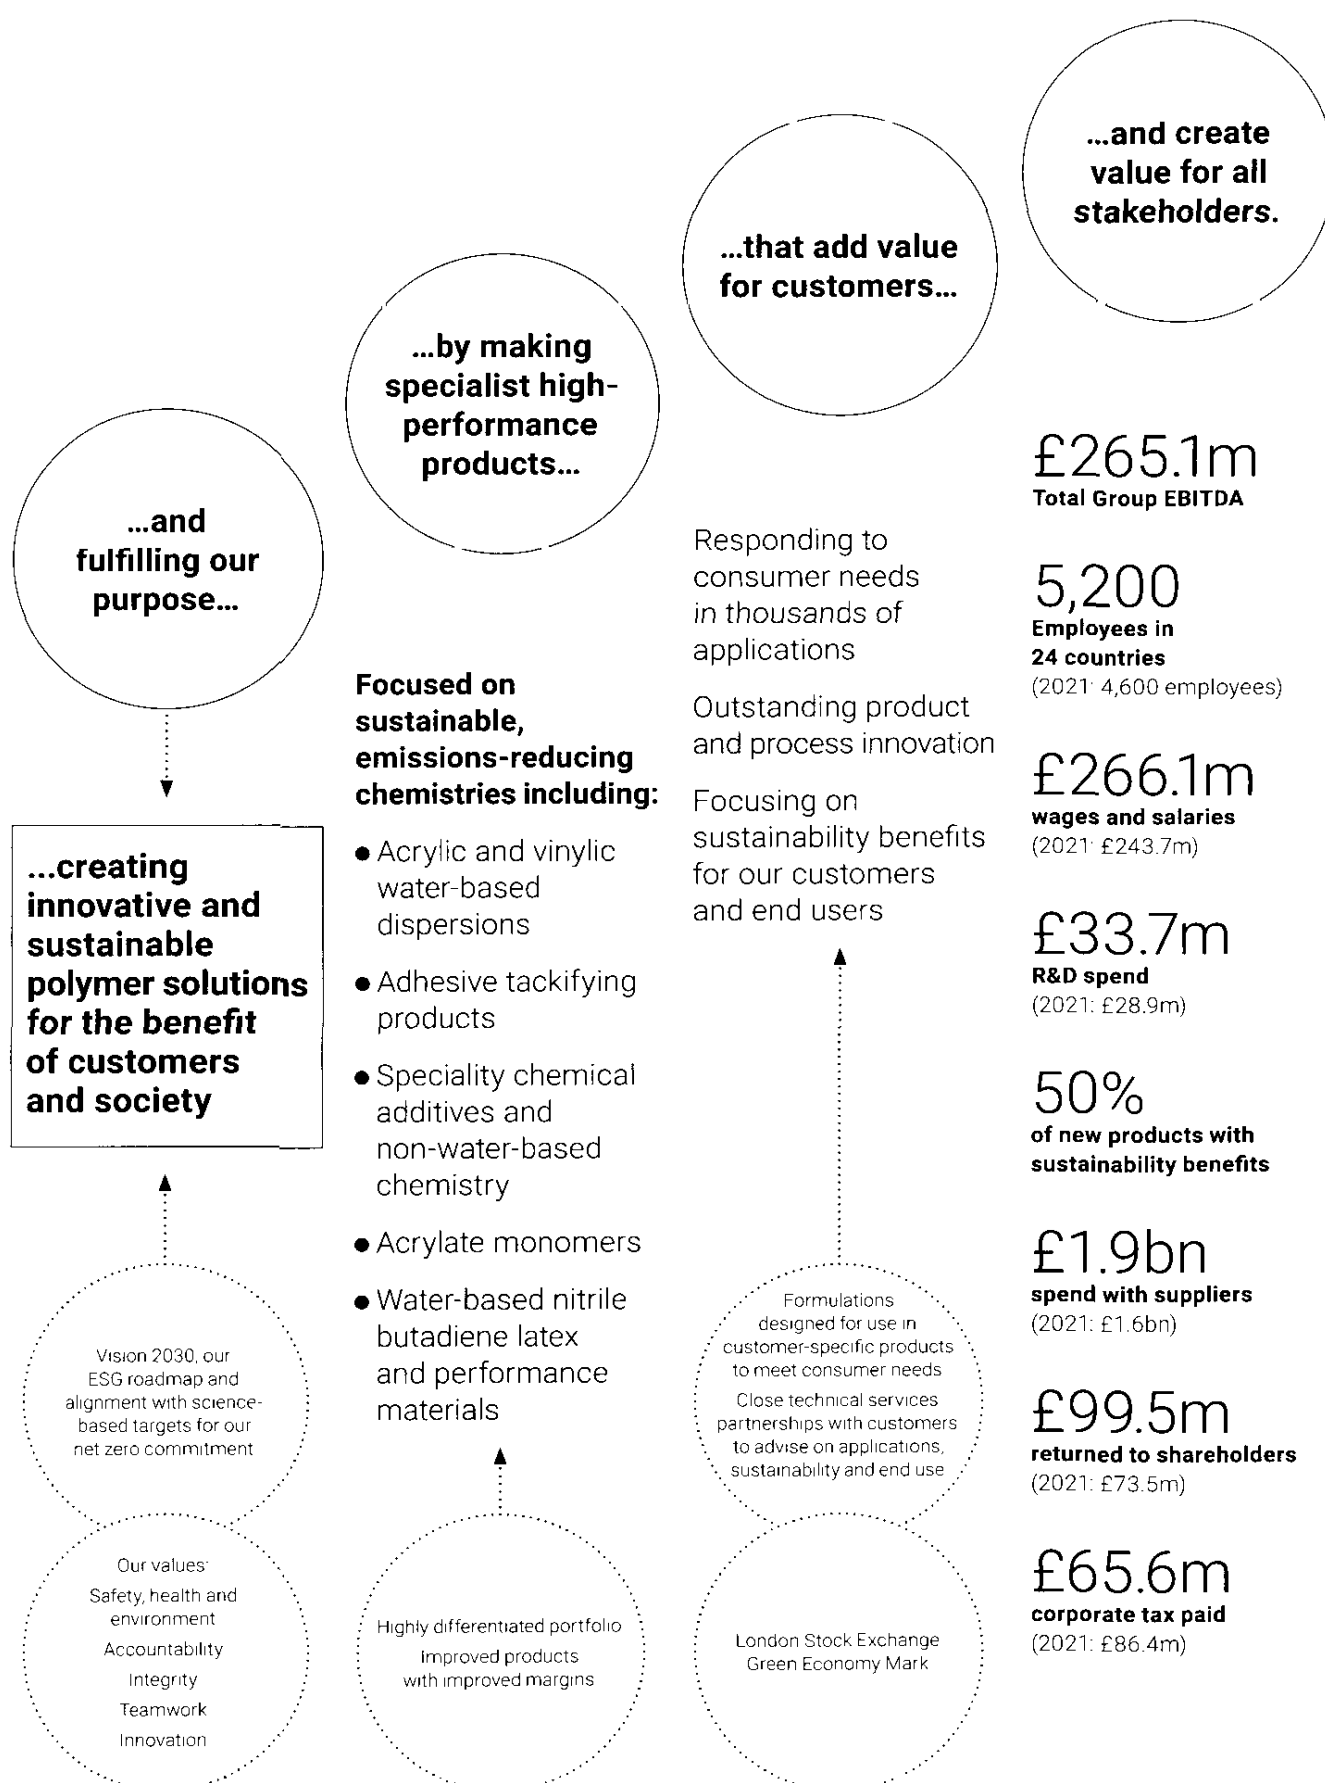 ...and
fulfilling our
purpose...
...creating
innovative and
sustainable
polymer solutions
for the benefit
of customers
and society
Vision 2030, our
ESG roadmap and
alignment with science-
based targets for our
net zero commitment
Our values:
Safety, health and
environment
Accountability
Integrity
Teamwork
Innovation
...by making
specialist high-
performance
products...
Focused on
sustainable,
emissions-reducing
chemistries including:
● Acrylic and vinylic
water-based
dispersions
● Adhesive tackifying
products
● Speciality chemical
additives and
non-water-based
chemistry
● Acrylate monomers
● Water-based nitrile
butadiene latex
and performance
materials
Highly differentiated portfolio
Improved products
with improved margins
...that add value
for customers...
Responding to
consumer needs
in thousands of
applications
Outstanding product
and process innovation
Focusing on
sustainability benefits
for our customers
and end users
Formulations
designed for use in
customer-specific products
to meet consumer needs
Close technical services
partnerships with customers
to advise on applications,
sustainability and end use
London Stock Exchange
Green Economy Mark
...and create
value for all
stakeholders.
£265.1m
Total Group EBITDA
5,200
Employees in
24 countries
(2021: 4,600 employees)
£266.1m
wages and salaries
(2021: £243.7m)
£33.7m
R&D spend
(2021: £28.9m)
50%
of new products with
sustainability benefits
£1.9bn
spend with suppliers
(2021: £1.6bn)
£99.5m
returned to shareholders
(2021: £73.5m)
£65.6m
corporate tax paid
(2021: £86.4m)